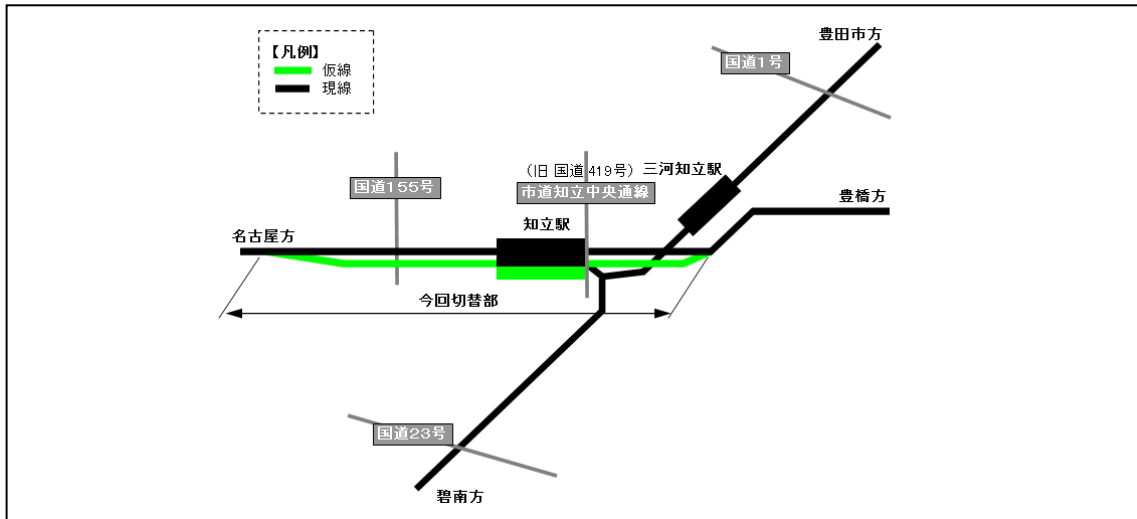 【凡例】
仮線
現線
豊田市方
国道1号
(旧 国道 419号)
三河知立駅
国道155号
市道知立中央通線
豊橋方
知立駅
名古屋方
今回切替部
国道23号
碧南方